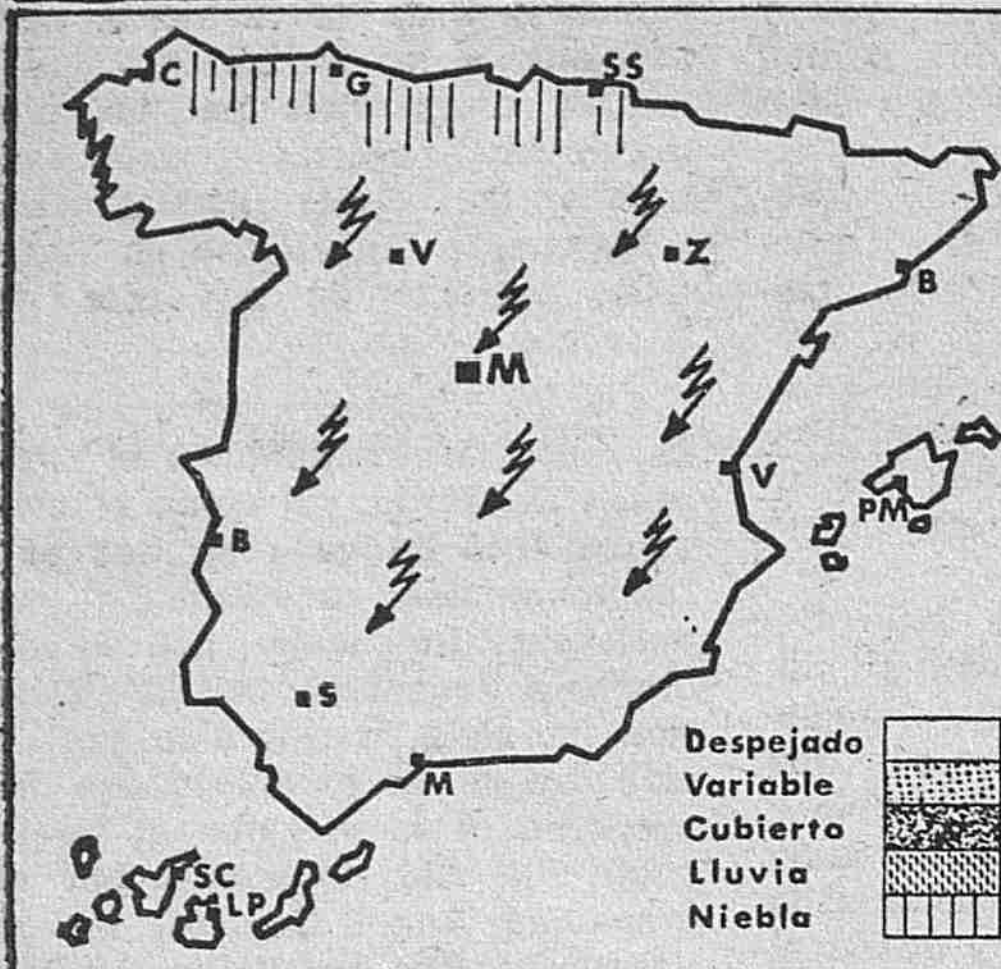 C
G
SS
V
Z
B
M
V
PM
B
S
M
SC
LP
Despejado
Variable
Cubierto
Lluvia
Niebla